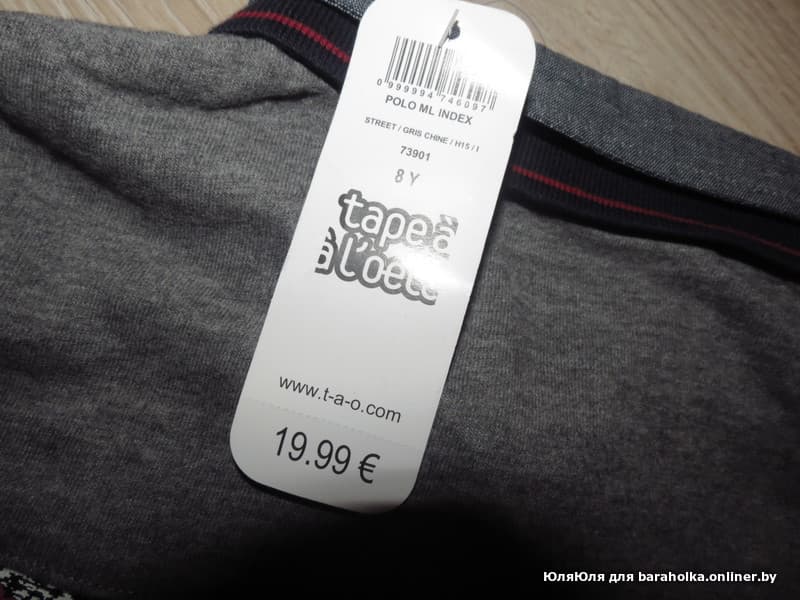 0 999994 746097
POLO ML INDEX
STREET / GRIS CHINE / H15 / I
73901
8 Y
tape à
à l'oeil
www.t-a-o.com
19.99 €
ЮляЮля для baraholka.onliner.by